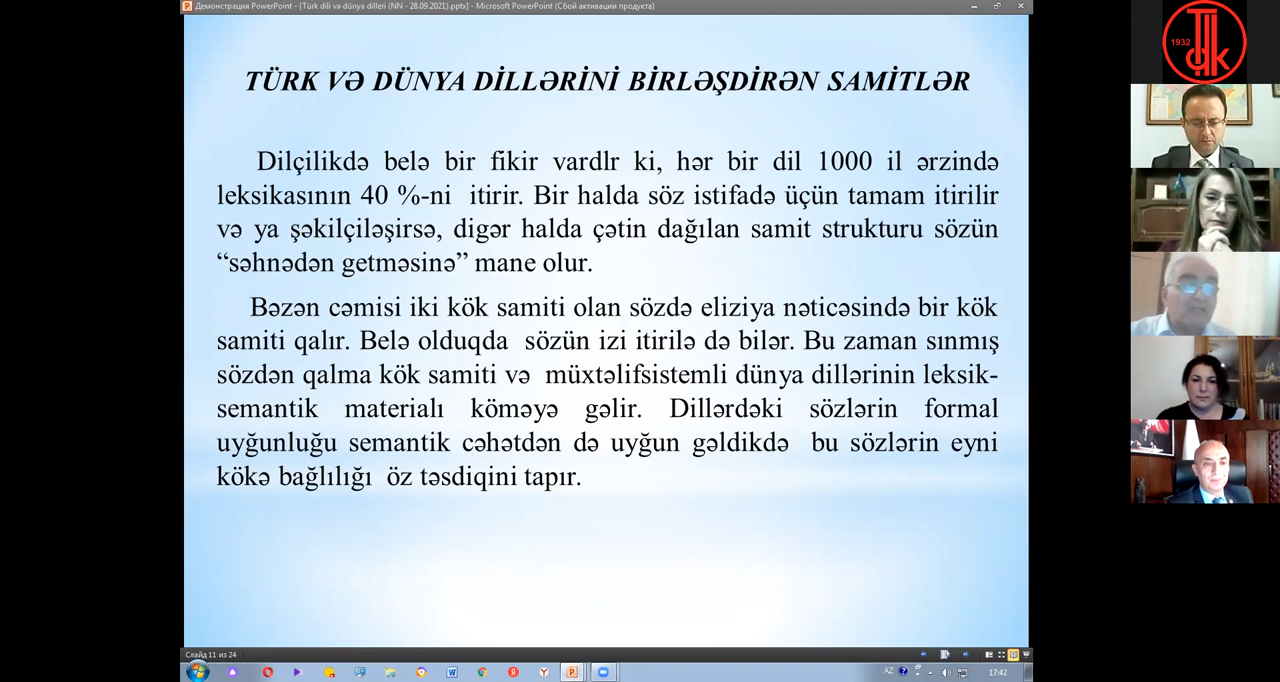 Демонстрация PowerPoint - [Türk dili və dünya dilleri (NN - 28.09.2021).pptx] - Microsoft PowerPoint (Сбой активации продукта)
TÜRK VƏ DÜNYA DİLLƏRİNİ BİRLƏŞDİRƏN SAMİTLƏR
Dilçilikdə belə bir fikir vardlr ki, hər bir dil 1000 il ərzində
leksikasının 40 %-ni itirir. Bir halda söz istifadə üçün tamam itirilir
və ya şəkilçiləşirsə, digər halda çətin dağılan samit strukturu sözün
“səhnədən getməsinə” mane olur.
Bəzən cəmisi iki kök samiti olan sözdə eliziya nəticəsində bir kök
samiti qalır. Belə olduqda sözün izi itirilə də bilər. Bu zaman sınmış
sözdən qalma kök samiti və müxtəlifsistemli dünya dillərinin leksik-
semantik materialı köməyə gəlir. Dillərdəki sözlərin formal
uyğunluğu semantik cəhətdən də uyğun gəldikdə bu sözlərin eyni
kökə bağlılığı öz təsdiqini tapır.
Слайд 11 из 24
AZ
17:42
1932